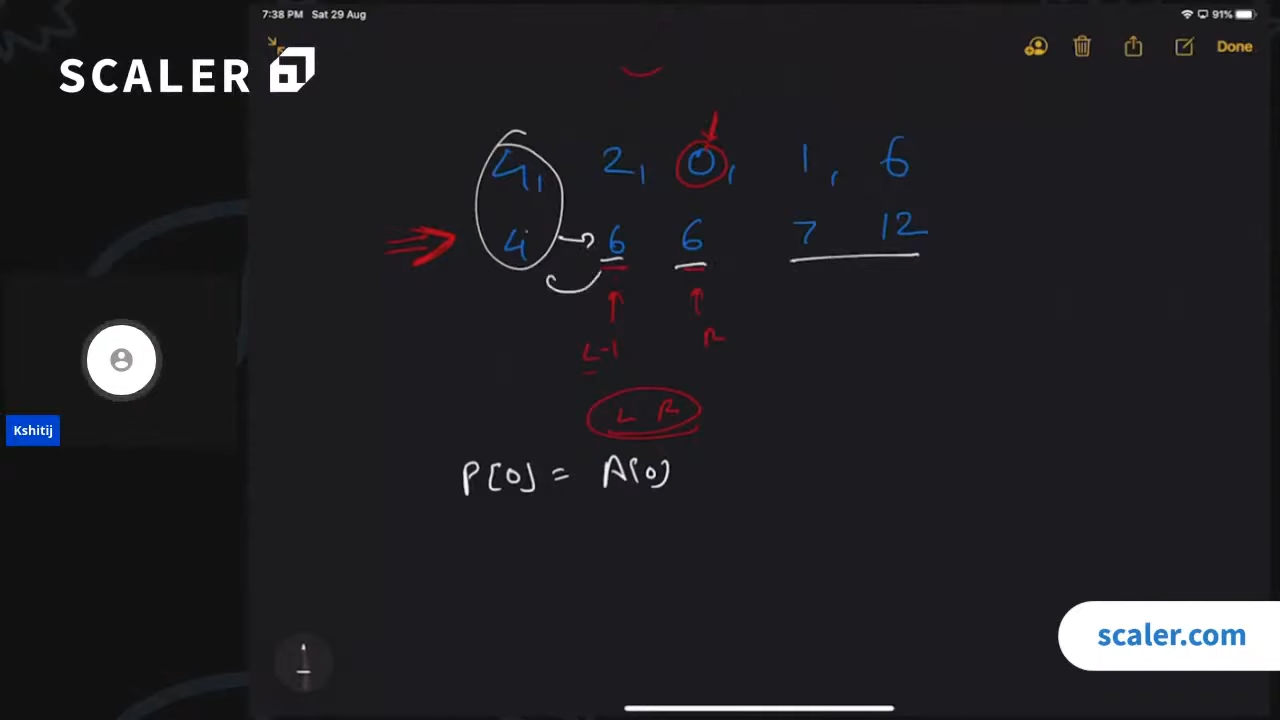 7:38 PM Sat 29 Aug
91%
SCALER
Done
4, 2, 0, 1, 6
4 6 6 7 12
L-1 R
L R
Kshitij
P[0] = A[0]
scaler.com